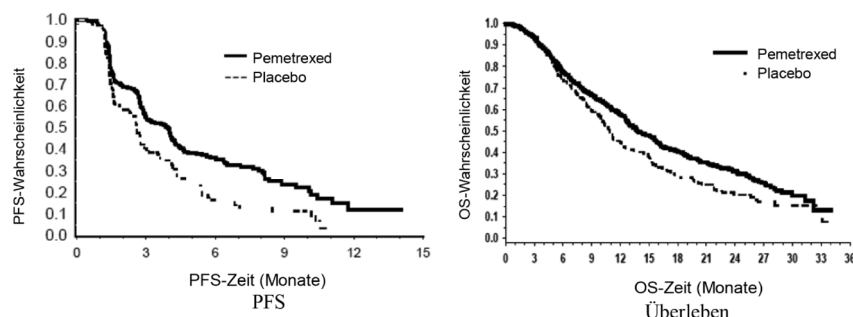 PFS-Wahrscheinlichkeit
1.0
0.9
0.8
0.7
0.6
0.5
0.4
0.3
0.2
0.1
0.0
Pemetrexed
Placebo
0 3 6 9 12 15
PFS-Zeit (Monate)
PFS
OS-Wahrscheinlichkeit
1.0
0.9
0.8
0.7
0.6
0.5
0.4
0.3
0.2
0.1
0.0
Pemetrexed
Placebo
0 3 6 9 12 15 18 21 24 27 30 33 36
OS-Zeit (Monate)
Überleben